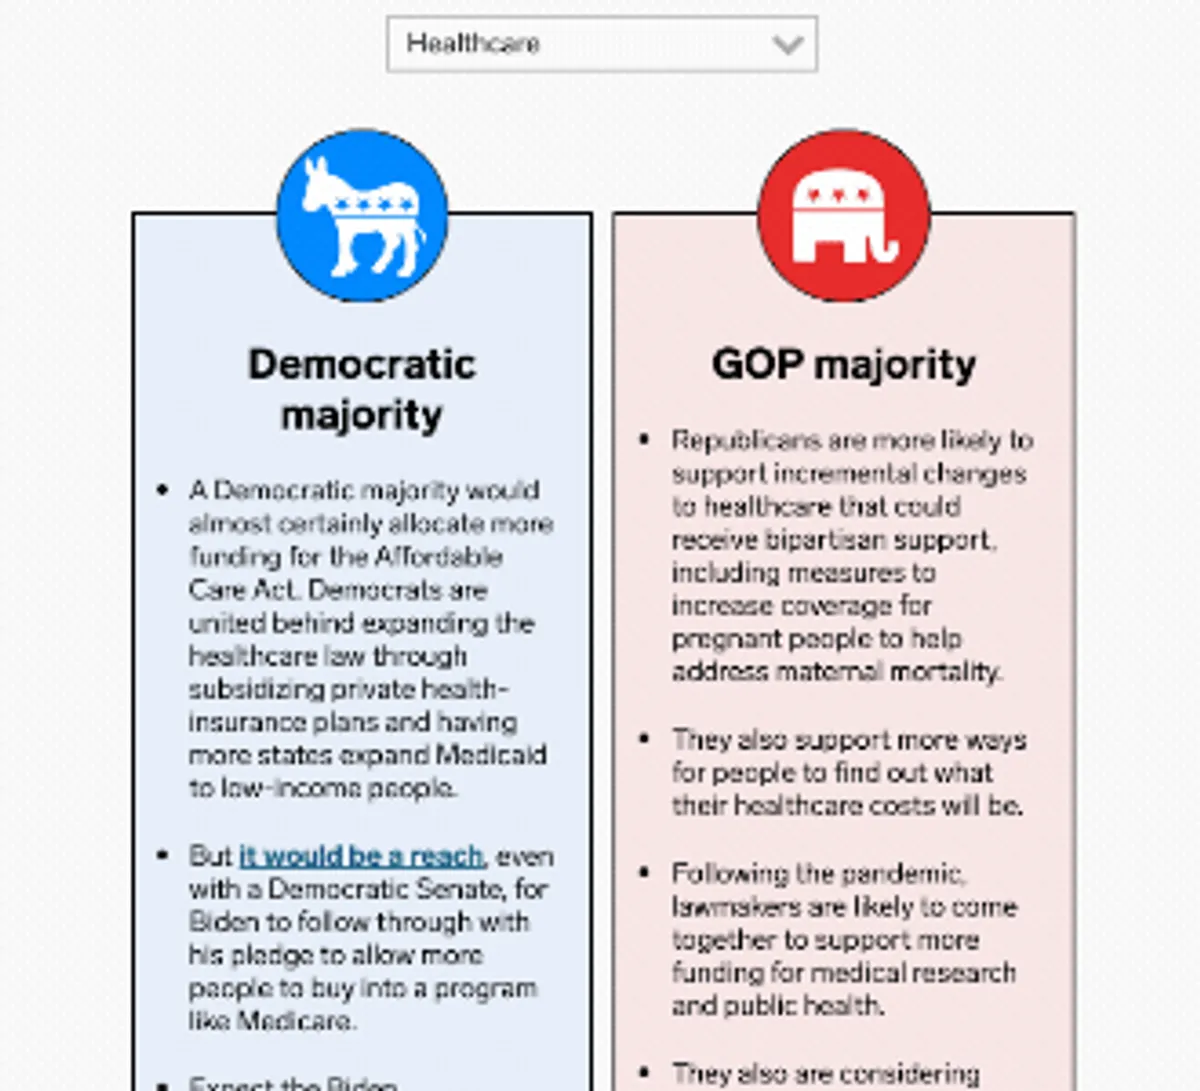 Healthcare
Democratic
majority
A Democratic majority would
almost certainly allocate more
funding for the Affordable
Care Act. Democrats are
united behind expanding the
healthcare law through
subsidizing private health-
insurance plans and having
more states expand Medicaid
to low-income people.
But it would be a reach, even
with a Democratic Senate, for
Biden to follow through with
his pledge to allow more
people to buy into a program
like Medicare.
Expect the Biden
GOP majority
Republicans are more likely to
support incremental changes
to healthcare that could
receive bipartisan support,
including measures to
increase coverage for
pregnant people to help
address maternal mortality.
They also support more ways
for people to find out what
their healthcare costs will be.
Following the pandemic,
lawmakers are likely to come
together to support more
funding for medical research
and public health.
They also are considering